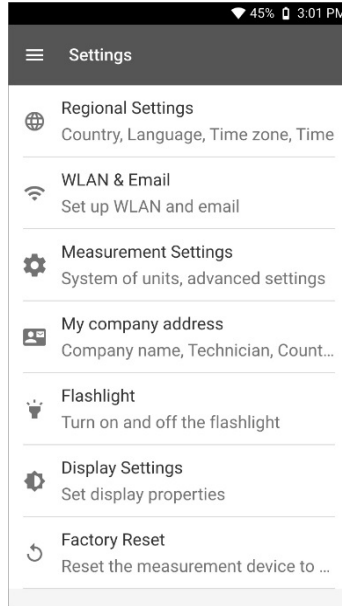 45% 3:01 PM
Settings
Regional Settings
Country, Language, Time zone, Time
WLAN & Email
Set up WLAN and email
Measurement Settings
System of units, advanced settings
My company address
Company name, Technician, Count...
Flashlight
Turn on and off the flashlight
Display Settings
Set display properties
Factory Reset
Reset the measurement device to ...